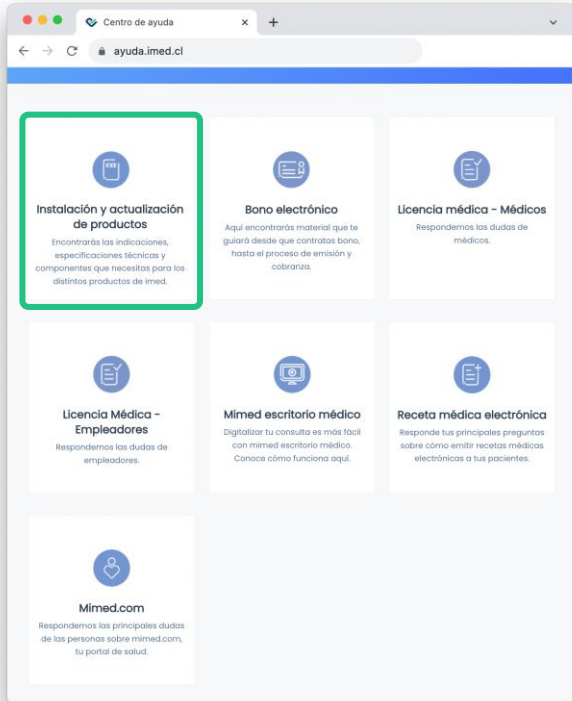 Centro de ayuda
ayuda.imed.cl
Instalación y actualización
de productos
Encontrarás las indicaciones,
especificaciones técnicas y
componentes que necesitas para los
distintos productos de imed.
Bono electrónico
Aquí encontrarás material que te
guiará desde que contratas bono,
hasta el proceso de emisión y
cobranza.
Licencia médica - Médicos
Respondemos las dudas de
médicos.
Licencia Médica -
Empleadores
Respondemos las dudas de
empleadores.
Mimed escritorio médico
Digitalizar tu consulta es más fácil
con mimed escritorio médico.
Conoce cómo funciona aquí.
Receta médica electrónica
Responde tus principales preguntas
sobre cómo emitir recetas médicas
electrónicas a tus pacientes.
Mimed.com
Respondemos las principales dudas
de las personas sobre mimed.com,
tu portal de salud.